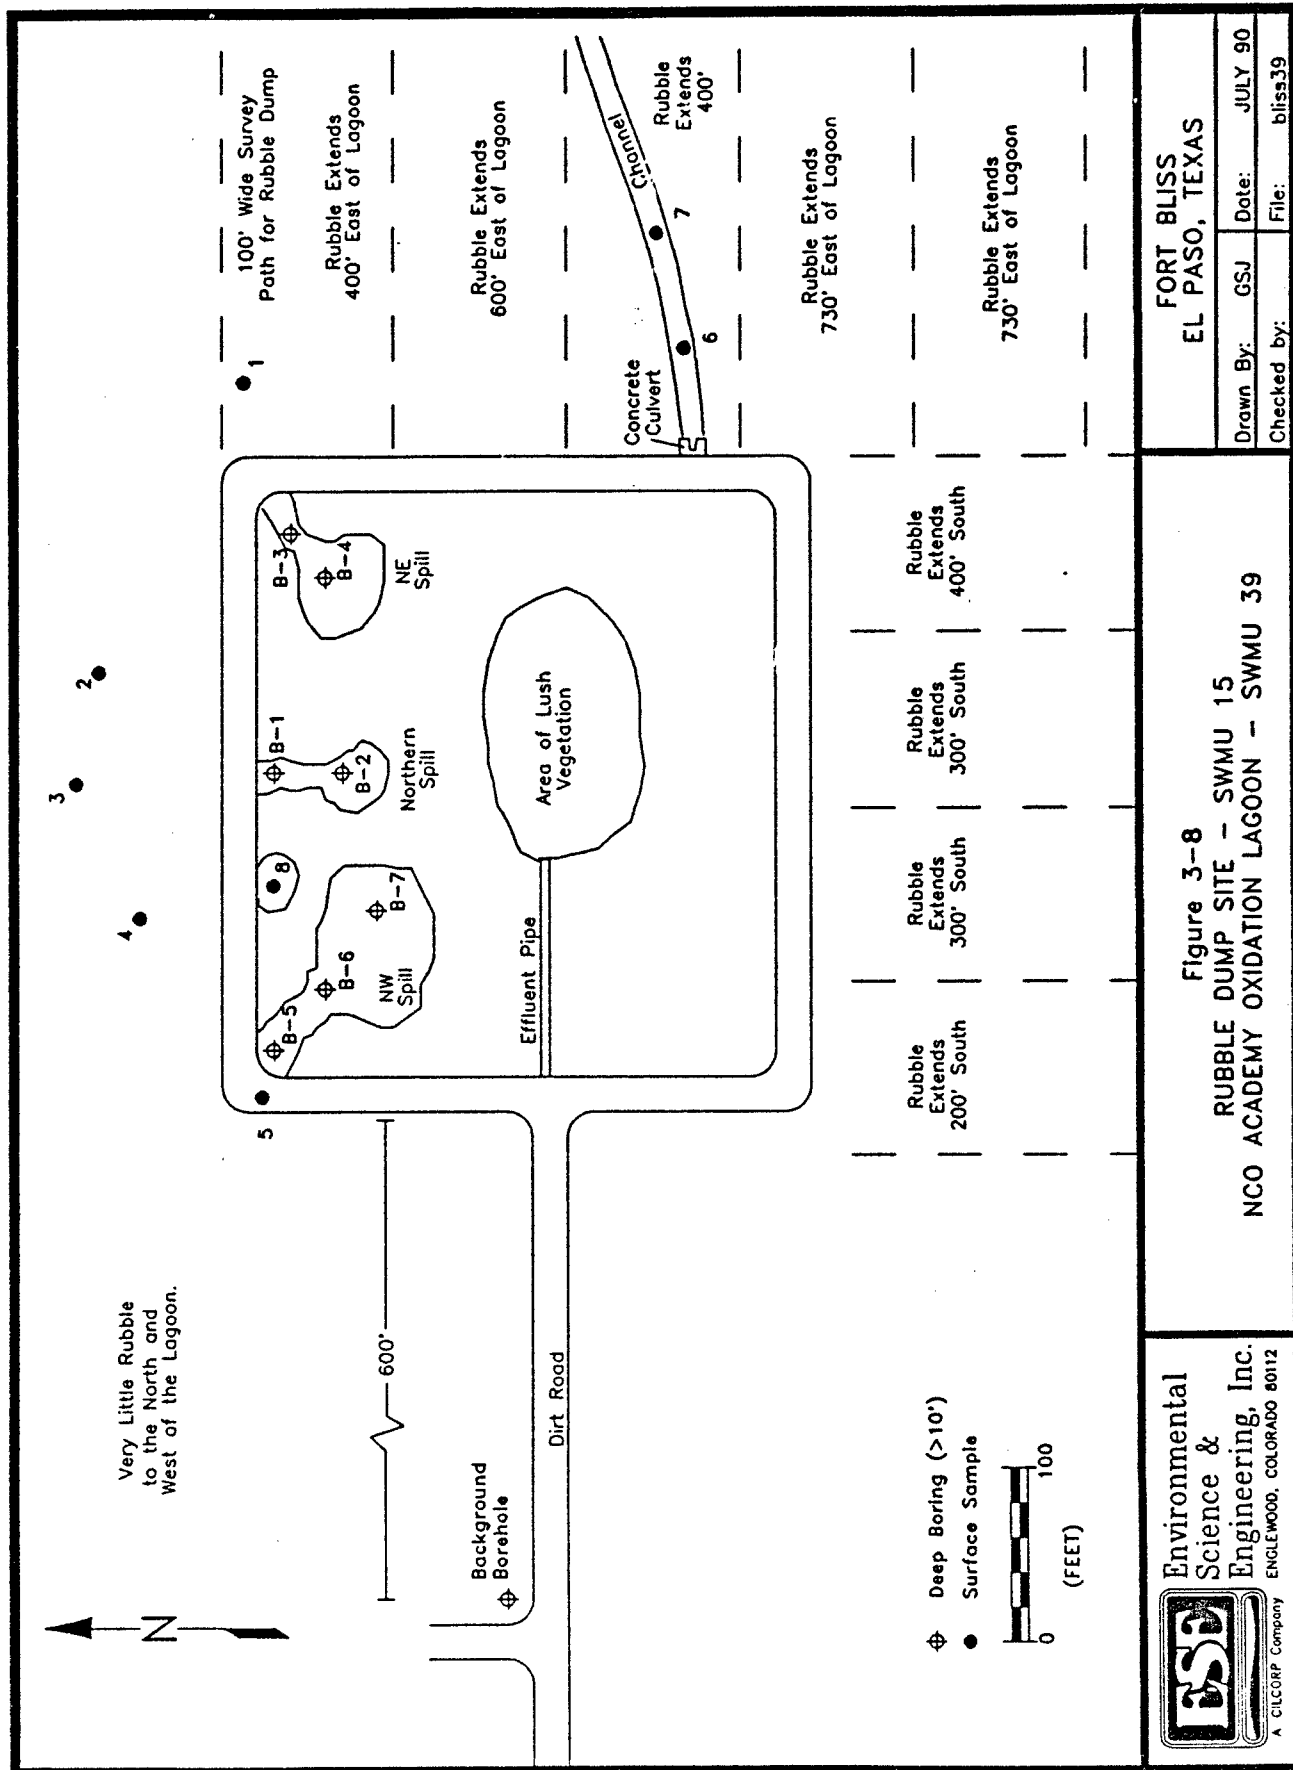 Very Little Rubble
to the North and
West of the Lagoon.
N
600'
Background
Borehole
Dirt Road
4
3
2
1
5
B-5
B-6
NW
Spill
B-7
8
B-1
B-2
Northern
Spill
B-3
B-4
NE
Spill
Effluent Pipe
Area of Lush
Vegetation
100' Wide Survey
Path for Rubble Dump
Rubble Extends
400' East of Lagoon
Rubble Extends
600' East of Lagoon
Concrete
Culvert
6
7
Channel
Rubble
Extends
400'
Rubble Extends
730' East of Lagoon
Rubble Extends
730' East of Lagoon
Rubble
Extends
200' South
Rubble
Extends
300' South
Rubble
Extends
300' South
Rubble
Extends
400' South
Deep Boring (>10')
Surface Sample
0
100
(FEET)
ESE
Environmental
Science &
Engineering, Inc.
A CILCORP Company
ENGLEWOOD, COLORADO 80112
Figure 3-8
RUBBLE DUMP SITE - SWMU 15
NCO ACADEMY OXIDATION LAGOON - SWMU 39
FORT BLISS
EL PASO, TEXAS
Drawn By: GSJ
Date: JULY 90
Checked by:
File: bliss39